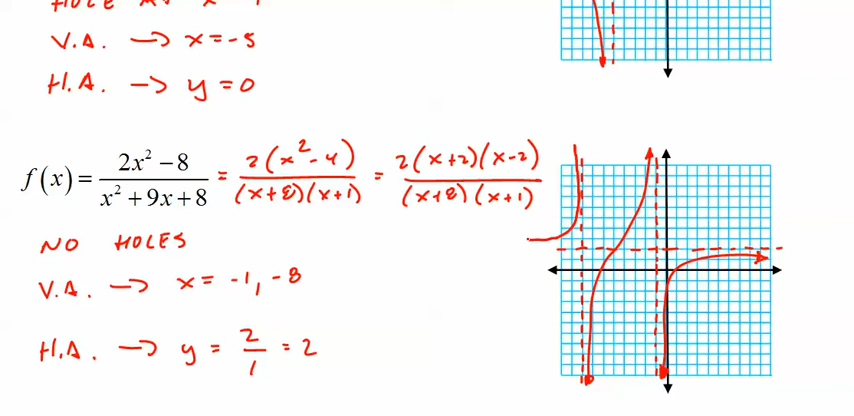 HOLE
V.A. → x = -5
H.A. → y = 0
f(x) = (2x² - 8)/(x² + 9x + 8) = 2(x² - 4)/((x+8)(x+1)) = 2(x+2)(x-2)/((x+8)(x+1))
NO HOLES
V.A. → x = -1, -8
H.A. → y = 2/1 = 2